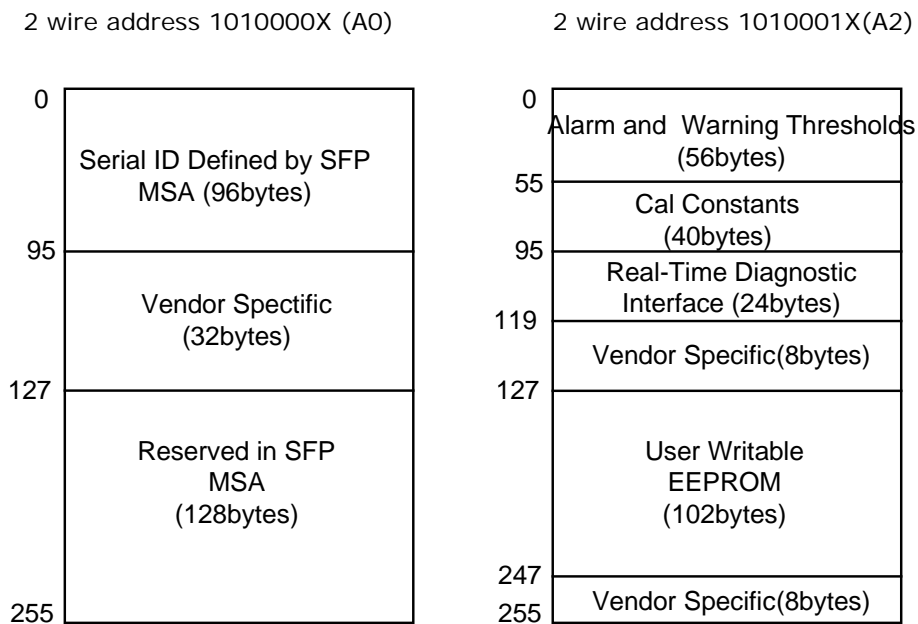 2 wire address 1010000X (A0)
0
Serial ID Defined by SFP
MSA (96bytes)
95
Vendor Spectific
(32bytes)
127
Reserved in SFP
MSA
(128bytes)
255
2 wire address 1010001X(A2)
0
Alarm and Warning Thresholds
(56bytes)
55
Cal Constants
(40bytes)
95
Real-Time Diagnostic
Interface (24bytes)
119
Vendor Specific(8bytes)
127
User Writable
EEPROM
(102bytes)
247
Vendor Specific(8bytes)
255